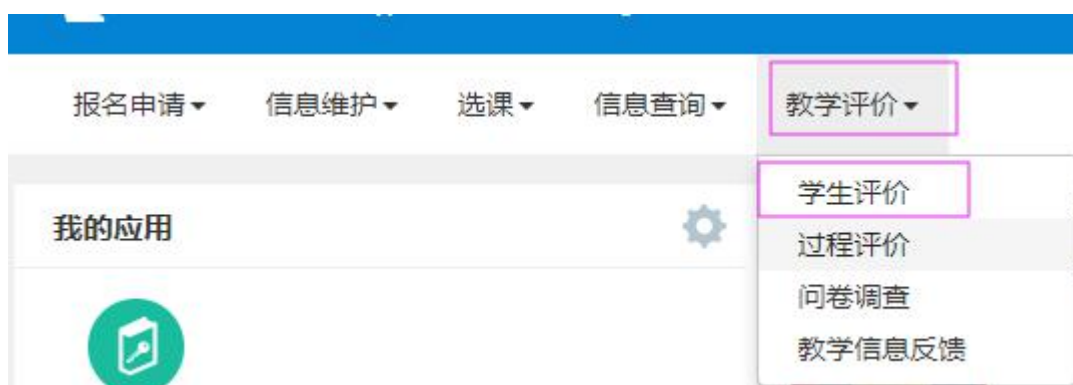 报名申请 信息维护 选课 信息查询 教学评价
学生评价
我的应用
过程评价
问卷调查
教学信息反馈